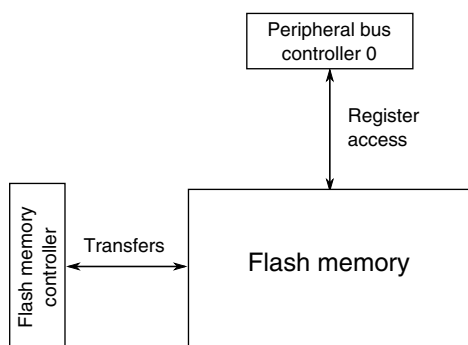 Peripheral bus
controller 0
Register
access
Flash memory
controller
Transfers
Flash memory